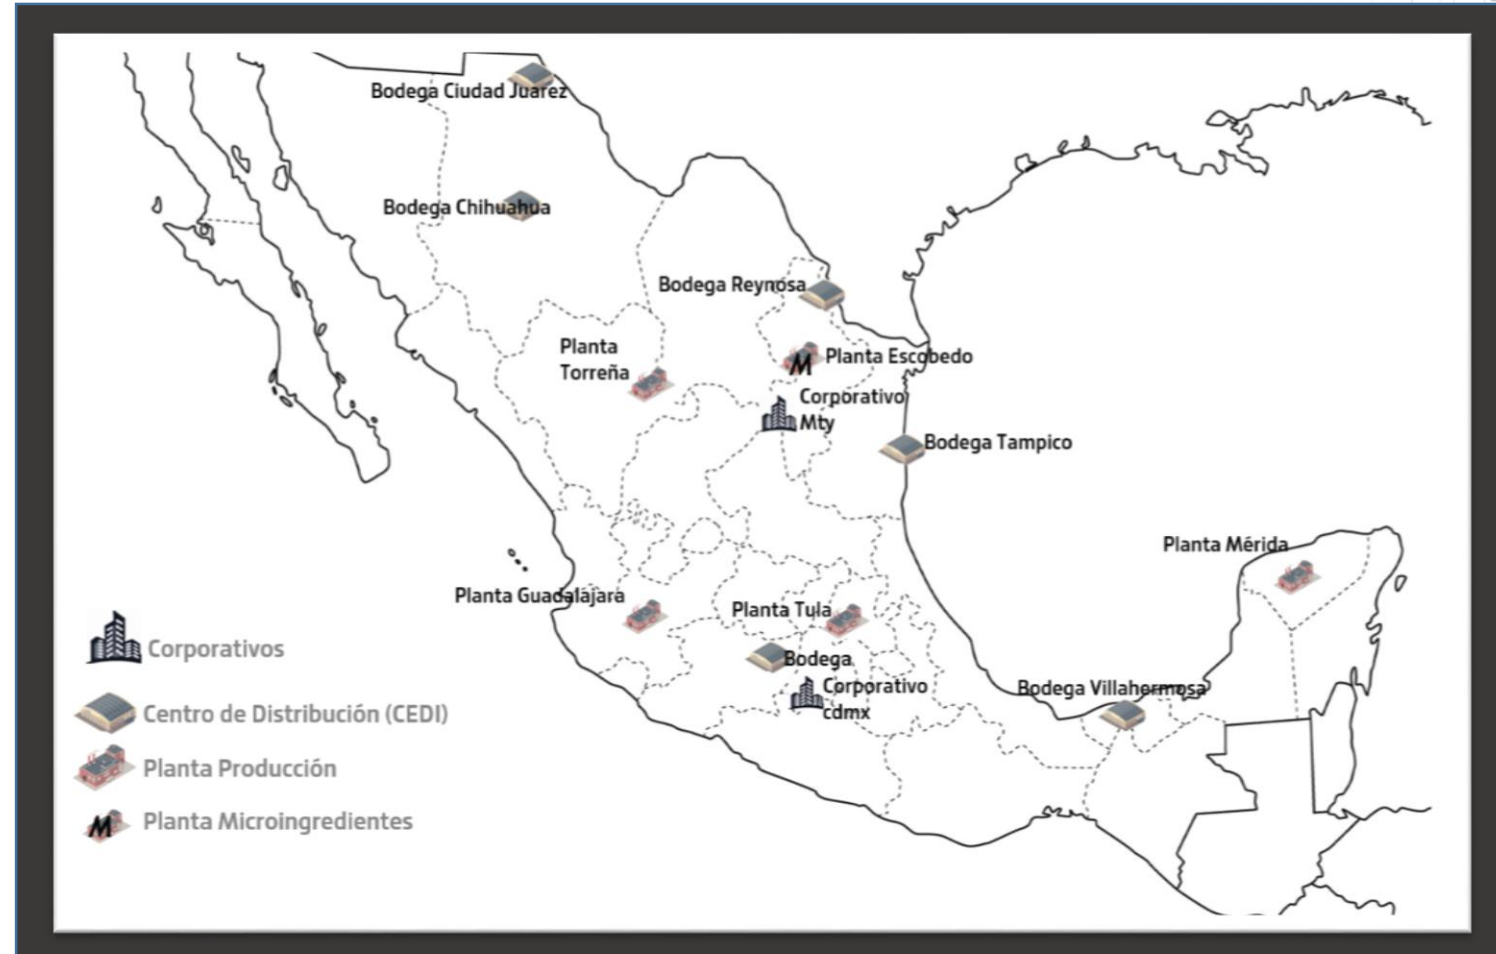 Bodega Ciudad Juárez
Bodega Chihuahua
Bodega Reynosa
Planta
Torreña
Planta Escobedo
Corporativo
Mty
Bodega Tampico
Planta Mérida
Planta Guadalajara
Planta Tula
Bodega
Corporativo
cdmx
Bodega Villahermosa
Corporativos
Centro de Distribución (CEDI)
Planta Producción
M
Planta Microingredientes
M